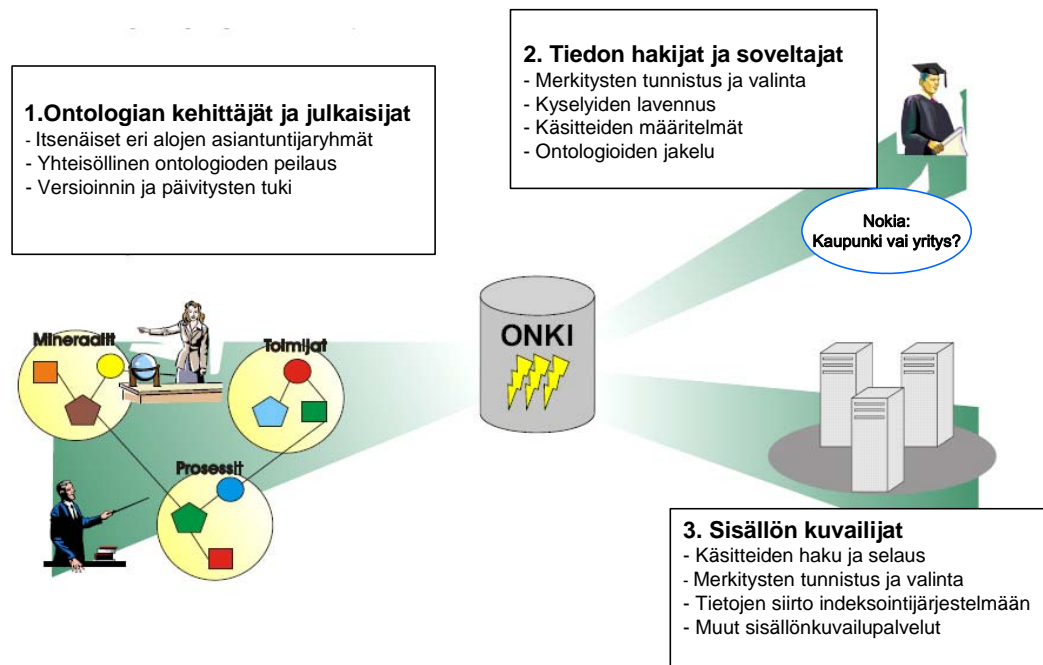 1.Ontologian kehittäjät ja julkaisijat
- Itsenäiset eri alojen asiantuntijaryhmät
- Yhteisöllinen ontologioden peilaus
- Versioinnin ja päivitysten tuki
2. Tiedon hakijat ja soveltajat
- Merkitysten tunnistus ja valinta
- Kyselyiden lavennus
- Käsitteiden määritelmät
- Ontologioiden jakelu
Nokia:
Kaupunki vai yritys?
Mineraalit
Toimijat
Prosessit
ONKI
3. Sisällön kuvailijat
- Käsitteiden haku ja selaus
- Merkitysten tunnistus ja valinta
- Tietojen siirto indeksointijärjestelmään
- Muut sisällönkuvailupalvelut